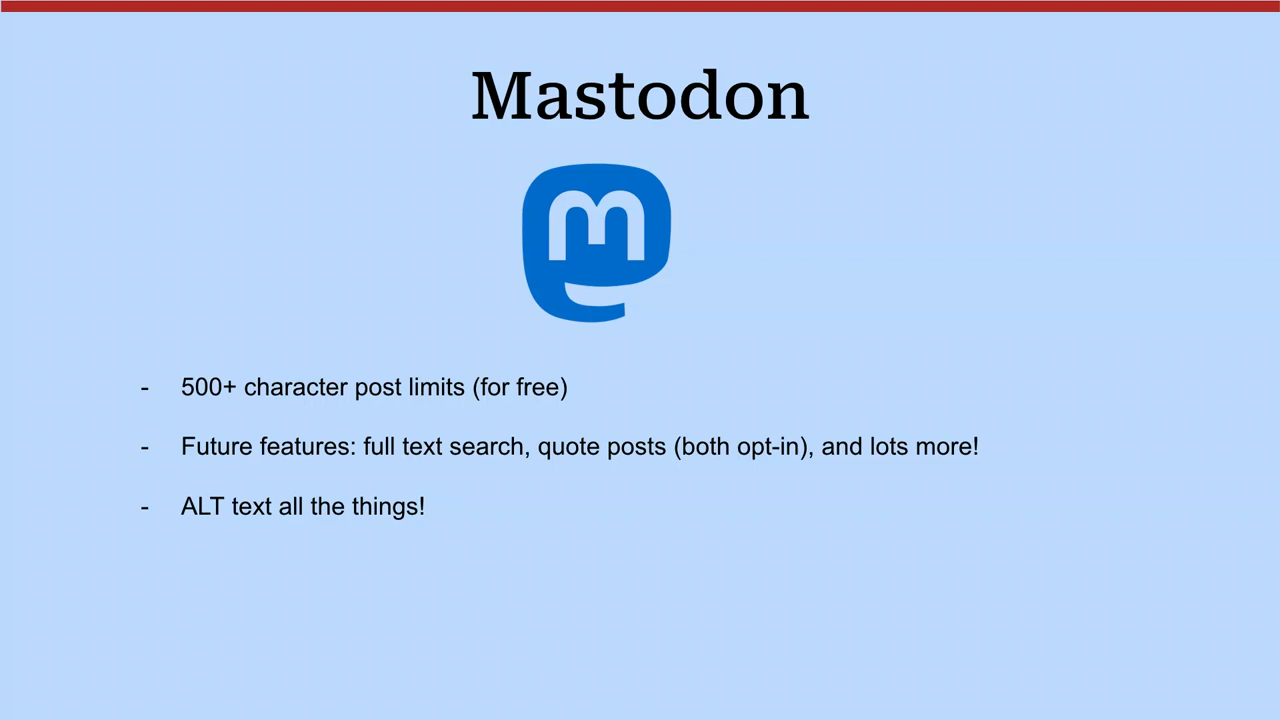 Mastodon
- 500+ character post limits (for free)
- Future features: full text search, quote posts (both opt-in), and lots more!
- ALT text all the things!